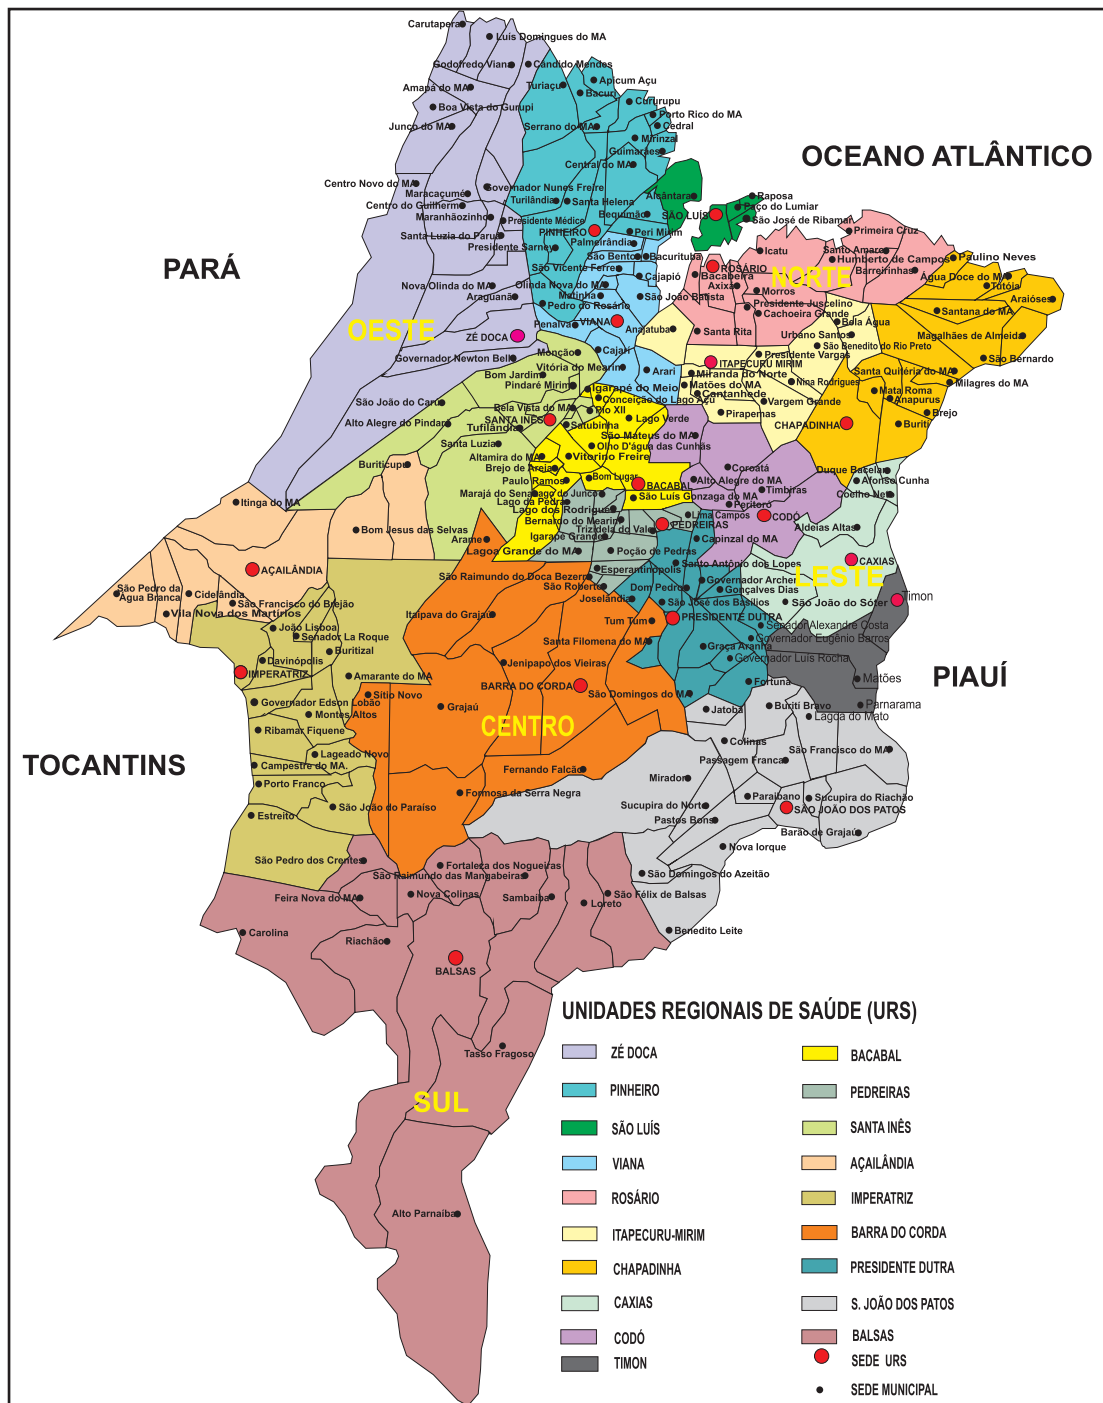 Carutapera
Luís Domingues do MA
Godofredo Viana
Cândido Mendes
Amapá do MA
Turiaçu
Apicum Açu
Bacuri
Boa Vista do Gurupi
Cururupu
Porto Rico do MA
Junço do MA
Serrano do MA
Cedral
Mirinzal
Guimarães
OCEANO ATLÂNTICO
Central do MA
Centro Novo do MA
Maracaçumé
Governador Nunes Freire
Alcântara
Raposa
Centro do Guilherm
Turilândia
Santa Helena
Paço do Lumiar
Maranhãozinho
Presidente Médice
Bequimão
SÃO LUÍS
São José de Ribamar
Santa Luzia do Paruá
PINHEIRO
Peri Mirim
Primeira Cruz
Presidente Sarney
Palmeirândia
Icatu
Santo Amaro
PARÁ
São Bento
Bacurituba
Humberto de Campos
Paulino Neves
São Vicente Ferrer
ROSÁRIO
NORTE
Barreirinhas
Cajapió
Bacabeira
Água Doce do MA
Nova Olinda do MA
Olinda Nova do MA
Axixá
Tutóia
Araguanã
Matinha
São João Batista
Morros
Araióses
Pedro do Rosário
Presidente Juscelino
Cachoeira Grande
Santana do MA
OESTE
Penalva
VIANA
Anajatuba
Santa Rita
Bela Água
ZÉ DOCA
Urbano Santos
Magalhães de Almeida
Monção
Cajari
São Benedito do Rio Preto
Governador Newton Bell
Presidente Vargas
São Bernardo
Vitória do Mearin
Arari
ITAPECURU MIRIM
Bom Jardim
Miranda do Norte
Santa Quitéria do MA
Pindaré Mirim
Igarapé do Meio
Matões do MA
Nina Rodrigues
Milagres do MA
Conceição do Lago Açú
Cantanhede
Mata Roma
São João do Carú
Vargem Grande
Anapurus
Bela Vista do MA
Pio XII
Pirapemas
Brejo
Alto Alegre do Pindaré
SANTA INÊS
Satubinha
Lago Verde
CHAPADINHA
Buriti
Tufilândia
São Mateus do MA
Santa Luzia
Olho D'água das Cunhãs
Altamira do MA
Vitorino Freire
Buriticupu
Brejo de Areia
Coroatá
Duque Bacelar
Paulo Ramos
Bom Lugar
Alto Alegre do MA
Afonso Cunha
BACABAL
Timbiras
Coelho Neto
Marajá do Sena
Lago do Junco
São Luís Gonzaga do MA
Itinga do MA
Lago da Pedra
Peritoró
Lago dos Rodrigues
Lima Campos
CODÓ
Bernardo do Mearin
PEDREIRAS
Bom Jesus das Selvas
Trizidela do Vale
Aldeias Altas
Arame
Igarapé Grande
Capinzal do MA
Lagoa Grande do MA
Poção de Pedras
CAXIAS
AÇAILÂNDIA
Santo Antônio dos Lopes
Esperantinópolis
LESTE
São Raimundo do Doca Bezerra
Governador Archer
São Pedro da
Água Branca
Cidelândia
São Roberto
Dom Pedro
Gonçalves Dias
Timon
São Francisco do Brejão
Joselândia
São José dos Basílios
São João do Sóter
Vila Nova dos Martírios
Itaipava do Grajaú
Tum Tum
PRESIDENTE DUTRA
João Lisboa
Senador Alexandre Costa
Senador La Roque
Santa Filomena do MA
Governador Eugênio Barros
Buritizal
Graça Aranha
Davinópolis
Jenipapo dos Vieiras
Governador Luis Rocha
IMPERATRIZ
Amarante do MA
Fortuna
Matões
PIAUÍ
BARRA DO CORDA
Sítio Novo
São Domingos do MA
Governador Edson Lobão
Grajaú
Jatobá
Buriti Bravo
Parnarama
Montes Altos
CENTRO
Lagoa do Mato
Ribamar Fiquene
Colinas
Lageado Novo
São Francisco do MA
Campestre do MA.
Passagem Franca
TOCANTINS
Fernando Falcão
Mirador
Porto Franco
Formosa da Serra Negra
Paraibano
Sucupira do Riachão
São João do Paraíso
Sucupira do Norte
SÃO JOÃO DOS PATOS
Estreito
Pastos Bons
Barão de Grajaú
Nova Iorque
São Pedro dos Crentes
Fortaleza dos Nogueiras
São Raimundo das Mangabeiras
São Domingos do Azeitão
Feira Nova do MA
Nova Colinas
Sambaíba
São Félix de Balsas
Loreto
Carolina
Riachão
Benedito Leite
BALSAS
Tasso Fragoso
SUL
Alto Parnaíba
UNIDADES REGIONAIS DE SAÚDE (URS)
ZÉ DOCA
PINHEIRO
SÃO LUÍS
VIANA
ROSÁRIO
ITAPECURU-MIRIM
CHAPADINHA
CAXIAS
CODÓ
TIMON
BACABAL
PEDREIRAS
SANTA INÊS
AÇAILÂNDIA
IMPERATRIZ
BARRA DO CORDA
PRESIDENTE DUTRA
S. JOÃO DOS PATOS
BALSAS
SEDE URS
SEDE MUNICIPAL